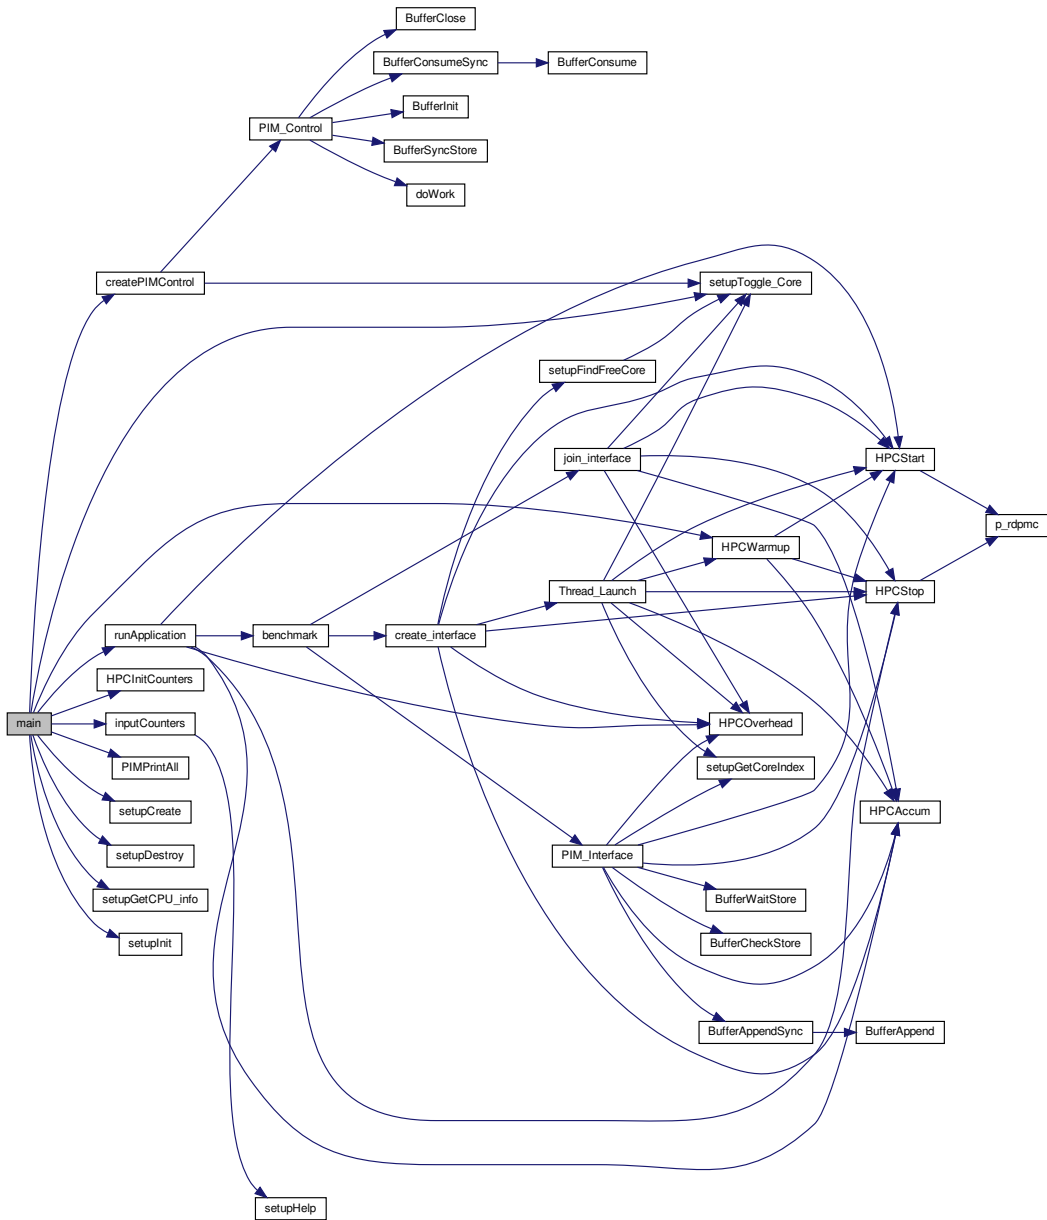 BufferClose
BufferConsumeSync
BufferConsume
BufferInit
PIM_Control
BufferSyncStore
doWork
createPIMControl
setupToggle_Core
setupFindFreeCore
join_interface
HPCStart
p_rdpmc
HPCWarmup
Thread_Launch
HPCStop
runApplication
benchmark
create_interface
HPCInitCounters
main
inputCounters
HPCOverhead
PIMPrintAll
setupGetCoreIndex
setupCreate
HPCAccum
setupDestroy
PIM_Interface
setupGetCPU_info
BufferWaitStore
setupInit
BufferCheckStore
BufferAppendSync
BufferAppend
setupHelp